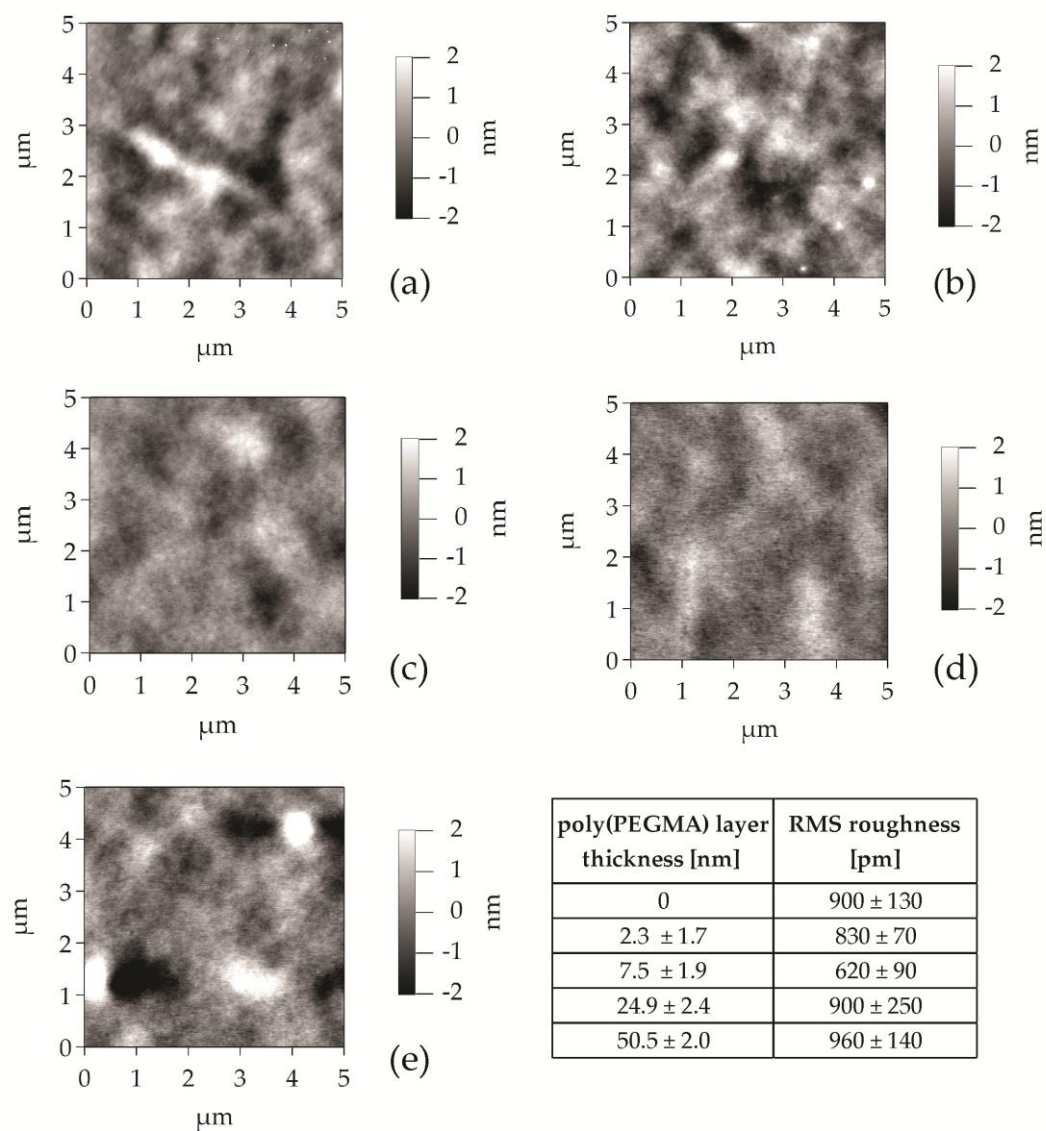 5
4
3
2
1
0
μm
0 1 2 3 4 5
μm
2
1
0
-1
-2
nm
(a)
5
4
3
2
1
0
μm
0 1 2 3 4 5
μm
2
1
0
-1
-2
nm
(b)
5
4
3
2
1
0
μm
0 1 2 3 4 5
μm
2
1
0
-1
-2
nm
(c)
5
4
3
2
1
0
μm
0 1 2 3 4 5
μm
2
1
0
-1
-2
nm
(d)
5
4
3
2
1
0
μm
0 1 2 3 4 5
μm
2
1
0
-1
-2
nm
(e)
poly(PEGMA) layer
thickness [nm]
RMS roughness
[pm]
0 900 ± 130
2.3 ± 1.7 830 ± 70
7.5 ± 1.9 620 ± 90
24.9 ± 2.4 900 ± 250
50.5 ± 2.0 960 ± 140